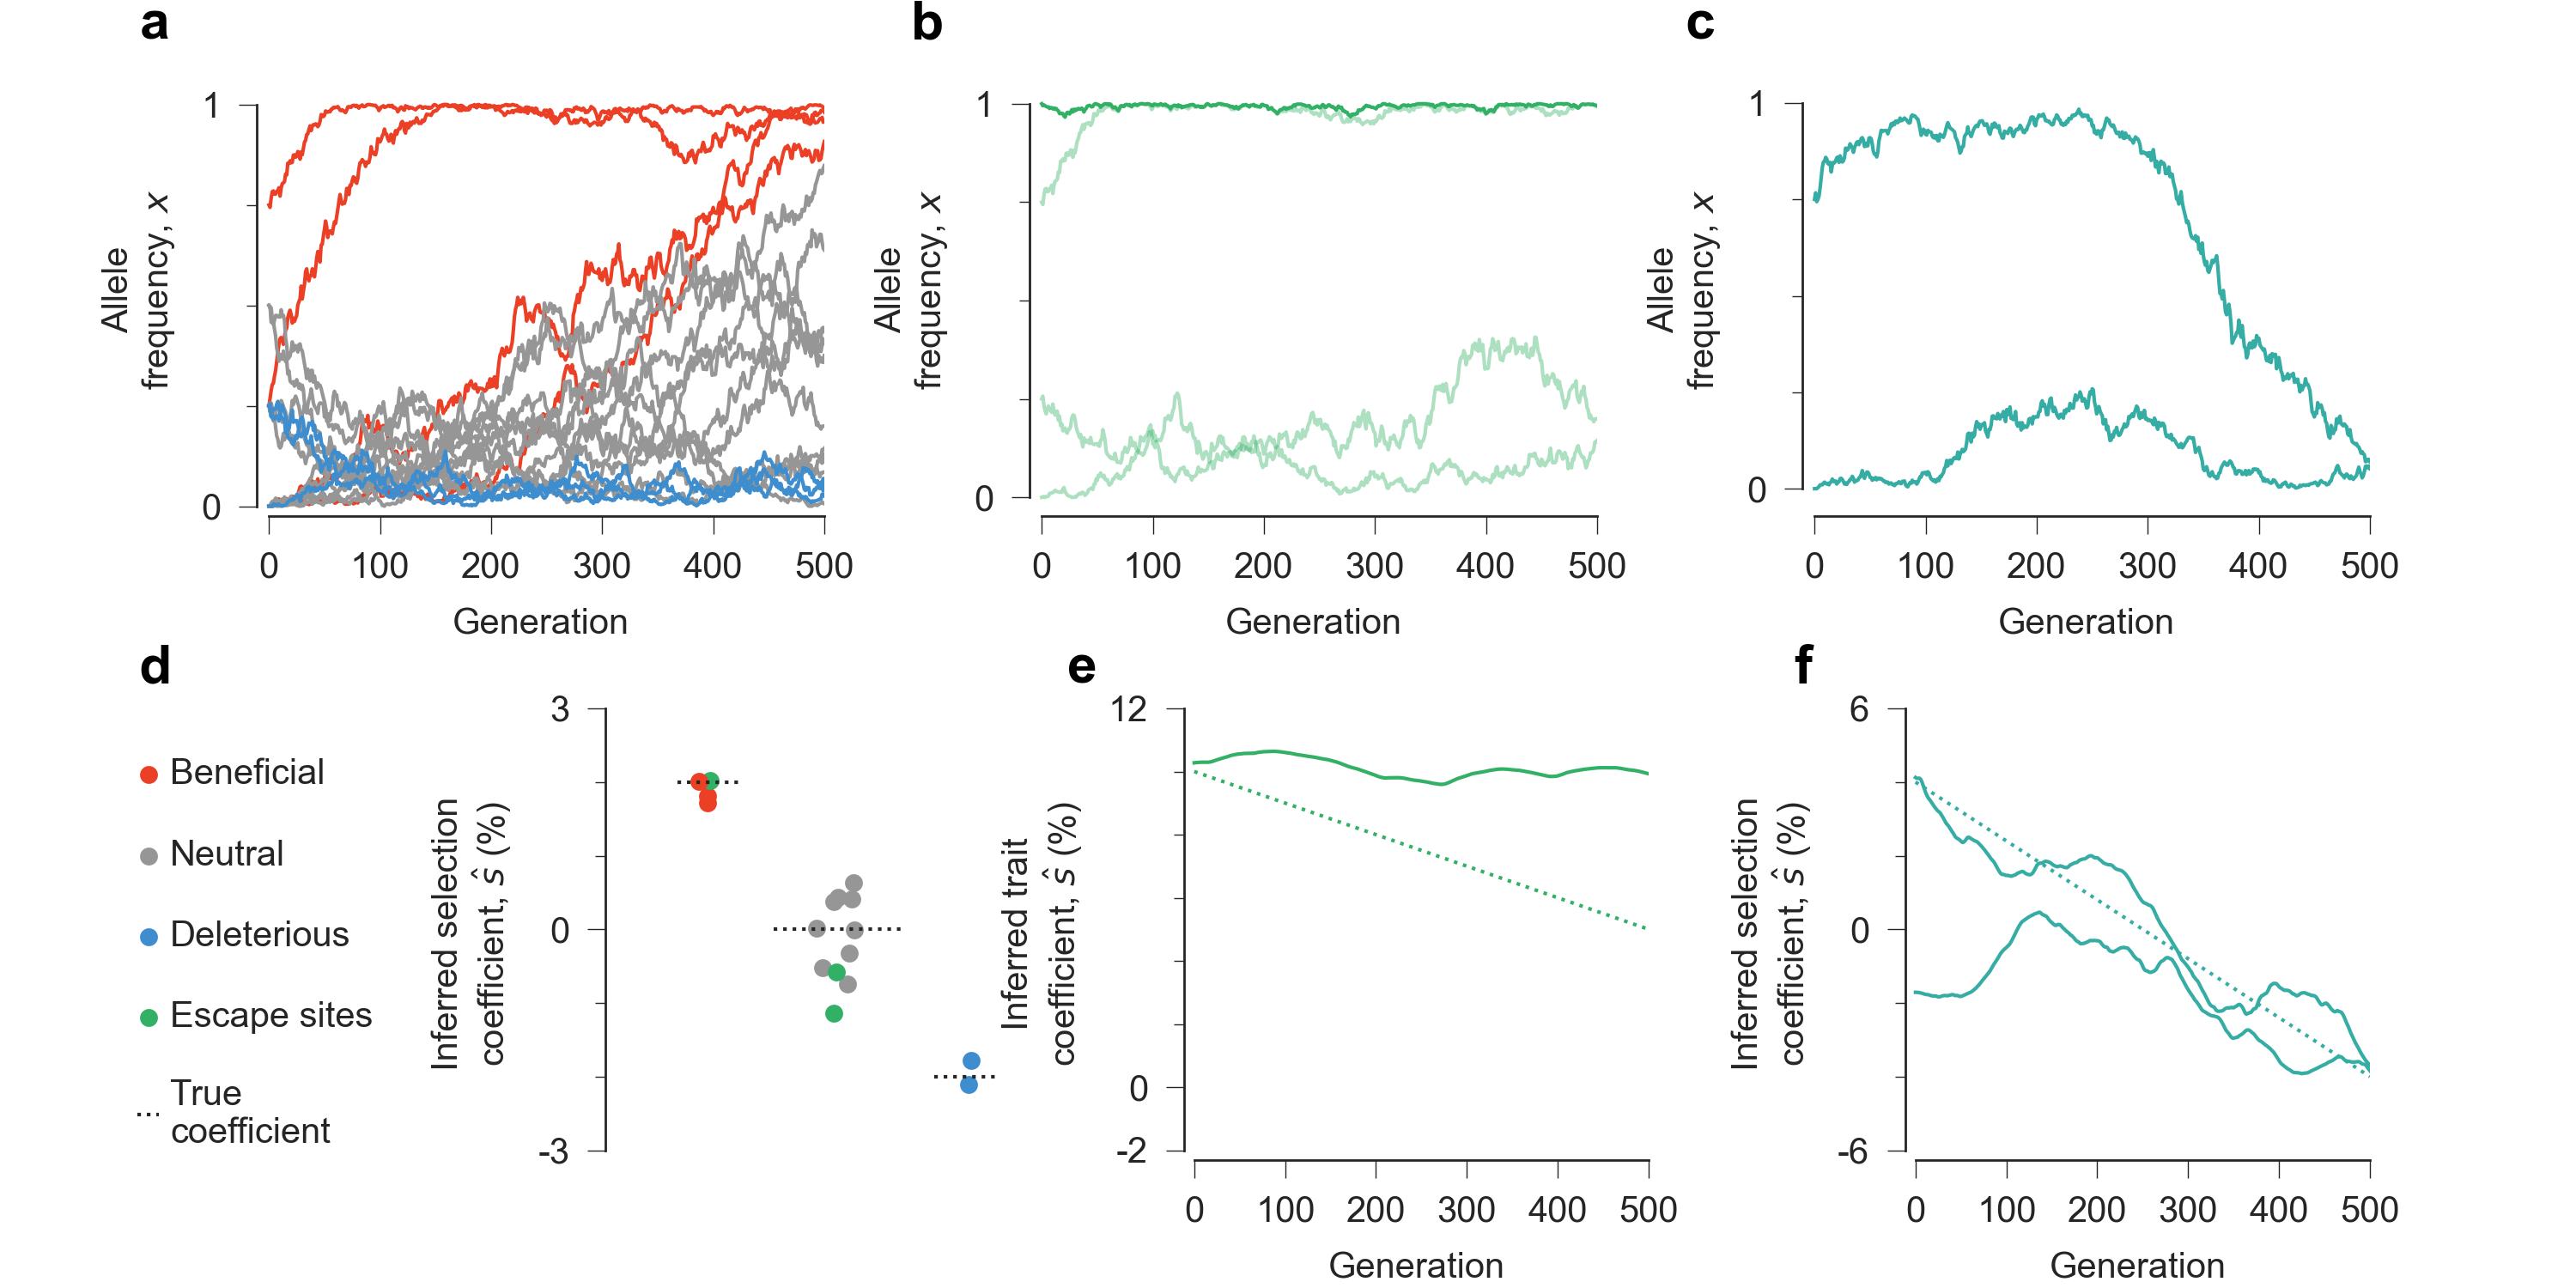 a
b
c
1
0
Allele
frequency, x
0 100 200 300 400 500
Generation
1
0
Allele
frequency, x
0 100 200 300 400 500
Generation
1
0
Allele
frequency, x
0 100 200 300 400 500
Generation
d
e
f
Beneficial
Neutral
Deleterious
Escape sites
True
coefficient
3
0
-3
Inferred selection
coefficient, ŝ (%)
12
0
-2
Inferred trait
coefficient, ŝ (%)
0 100 200 300 400 500
Generation
6
0
-6
Inferred selection
coefficient, ŝ (%)
0 100 200 300 400 500
Generation